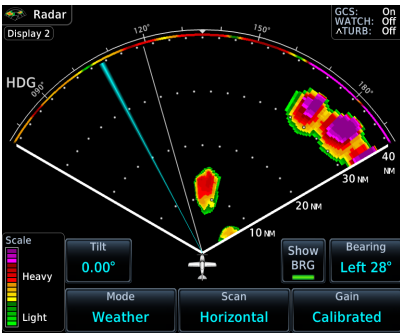 Radar
Display 2
GCS: On
WATCH: Off
^TURB: Off
HDG
090°
120°
150°
180°
40 NM
30 NM
20 NM
10 NM
Scale
Heavy
Light
Tilt
0.00°
Show BRG
Bearing
Left 28°
Mode
Weather
Scan
Horizontal
Gain
Calibrated